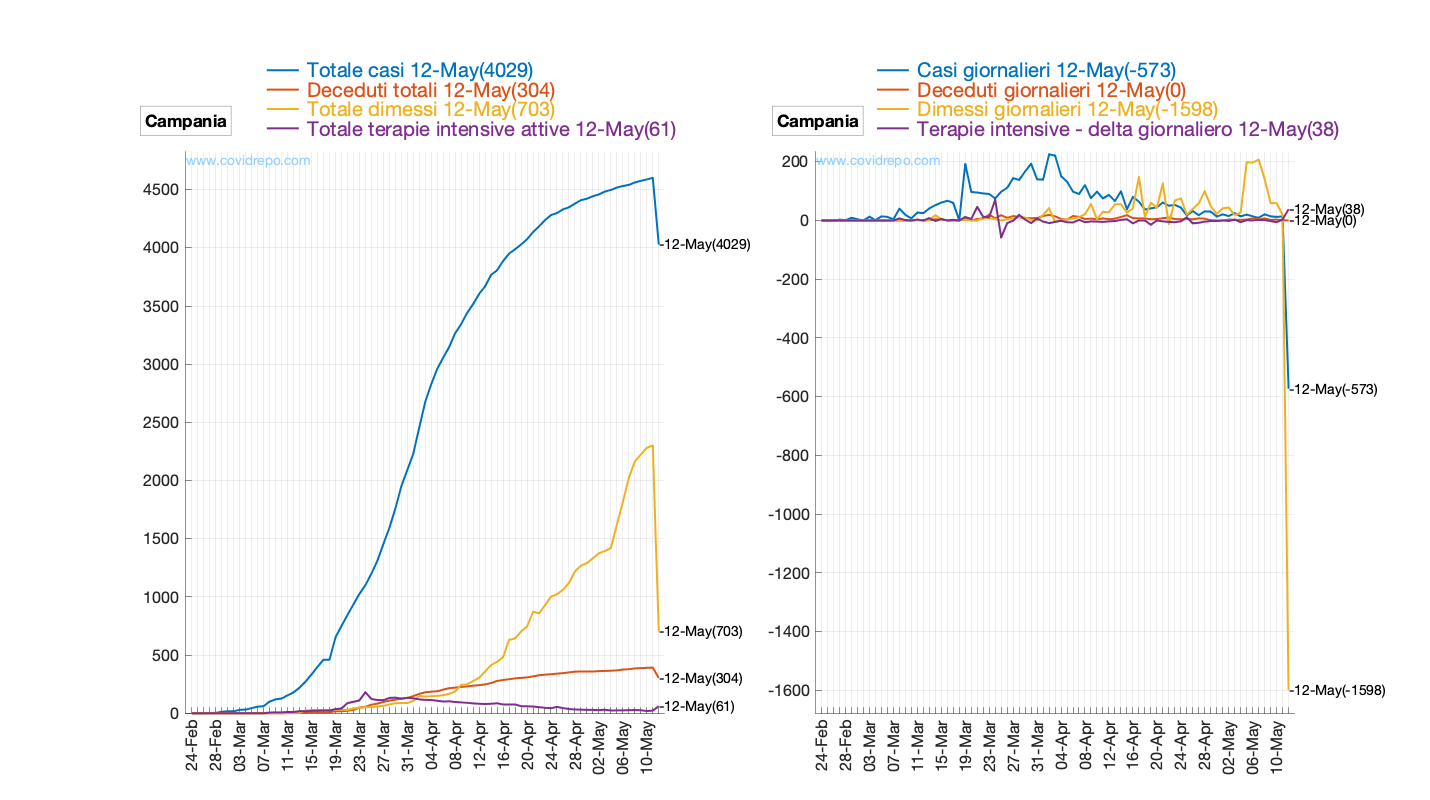 Totale casi 12-May(4029)
Deceduti totali 12-May(304)
Totale dimessi 12-May(703)
Totale terapie intensive attive 12-May(61)
Campania
www.covidrepo.com
4500
4000
3500
3000
2500
2000
1500
1000
500
0
-12-May(4029)
-12-May(703)
-12-May(304)
-12-May(61)
24-Feb
28-Feb
03-Mar
07-Mar
11-Mar
15-Mar
19-Mar
23-Mar
27-Mar
31-Mar
04-Apr
08-Apr
12-Apr
16-Apr
20-Apr
24-Apr
28-Apr
02-May
06-May
10-May
Casi giornalieri 12-May(-573)
Deceduti giornalieri 12-May(0)
Dimessi giornalieri 12-May(-1598)
Terapie intensive - delta giornaliero 12-May(38)
Campania
www.covidrepo.com
200
0
-200
-400
-600
-800
-1000
-1200
-1400
-1600
-12-May(38)
-12-May(0)
-12-May(-573)
-12-May(-1598)
24-Feb
28-Feb
03-Mar
07-Mar
11-Mar
15-Mar
19-Mar
23-Mar
27-Mar
31-Mar
04-Apr
08-Apr
12-Apr
16-Apr
20-Apr
24-Apr
28-Apr
02-May
06-May
10-May